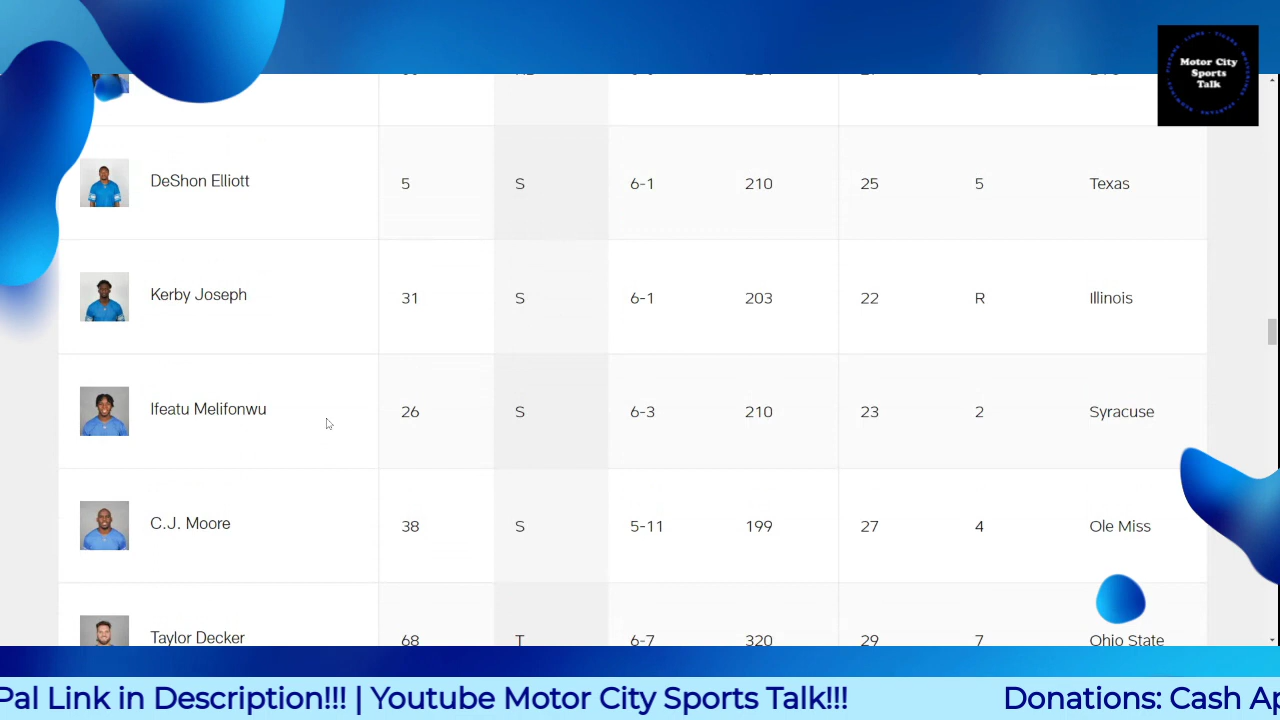 Motor City
Sports
Talk
DeShon Elliott 5 S 6-1 210 25 5 Texas
Kerby Joseph 31 S 6-1 203 22 R Illinois
Ifeatu Melifonwu 26 S 6-3 210 23 2 Syracuse
C.J. Moore 38 S 5-11 199 27 4 Ole Miss
Taylor Decker 68 T 6-7 320 29 7 Ohio State
Pal Link in Description!!! | Youtube Motor City Sports Talk!!! Donations: Cash Ap